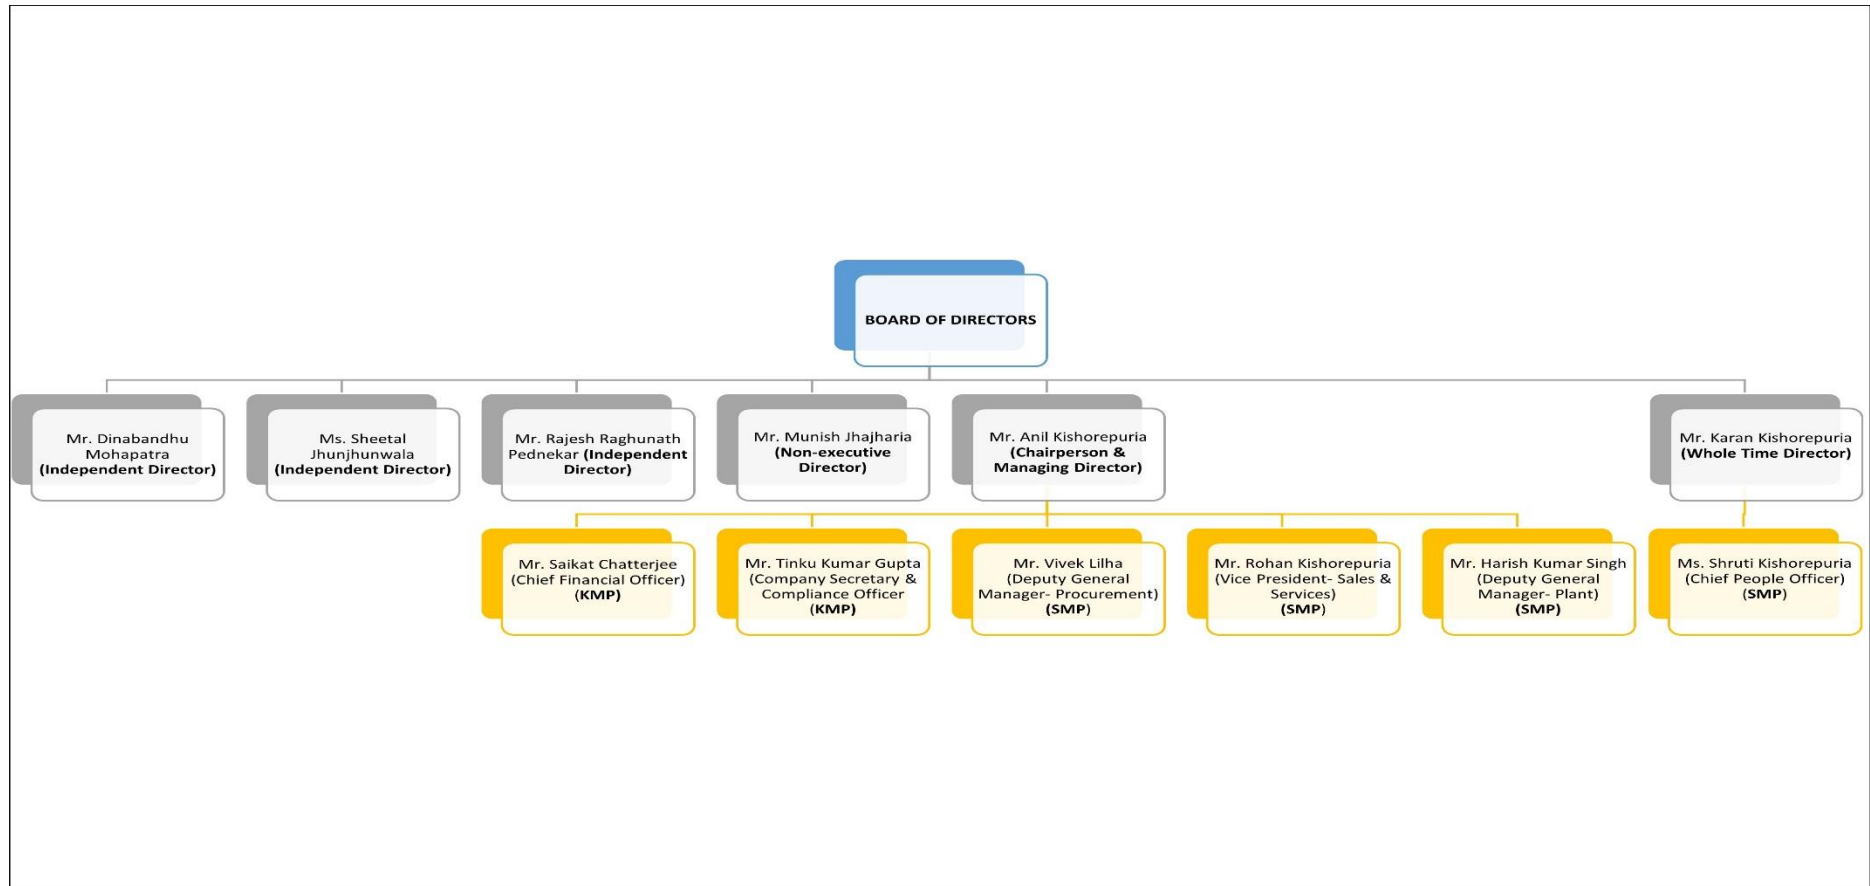 BOARD OF DIRECTORS
Mr. Dinabandhu
Mohapatra
(Independent Director)
Ms. Sheetal
Jhunjhunwala
(Independent Director)
Mr. Rajesh Raghunath
Pednekar (Independent
Director)
Mr. Munish Jhajharia
(Non-executive
Director)
Mr. Anil Kishorepuria
(Chairperson &
Managing Director)
Mr. Karan Kishorepuria
(Whole Time Director)
Mr. Saikat Chatterjee
(Chief Financial Officer)
(KMP)
Mr. Tinku Kumar Gupta
(Company Secretary &
Compliance Officer
(KMP)
Mr. Vivek Lilha
(Deputy General
Manager- Procurement)
(SMP)
Mr. Rohan Kishorepuria
(Vice President- Sales &
Services)
(SMP)
Mr. Harish Kumar Singh
(Deputy General
Manager- Plant)
(SMP)
Ms. Shruti Kishorepuria
(Chief People Officer)
(SMP)